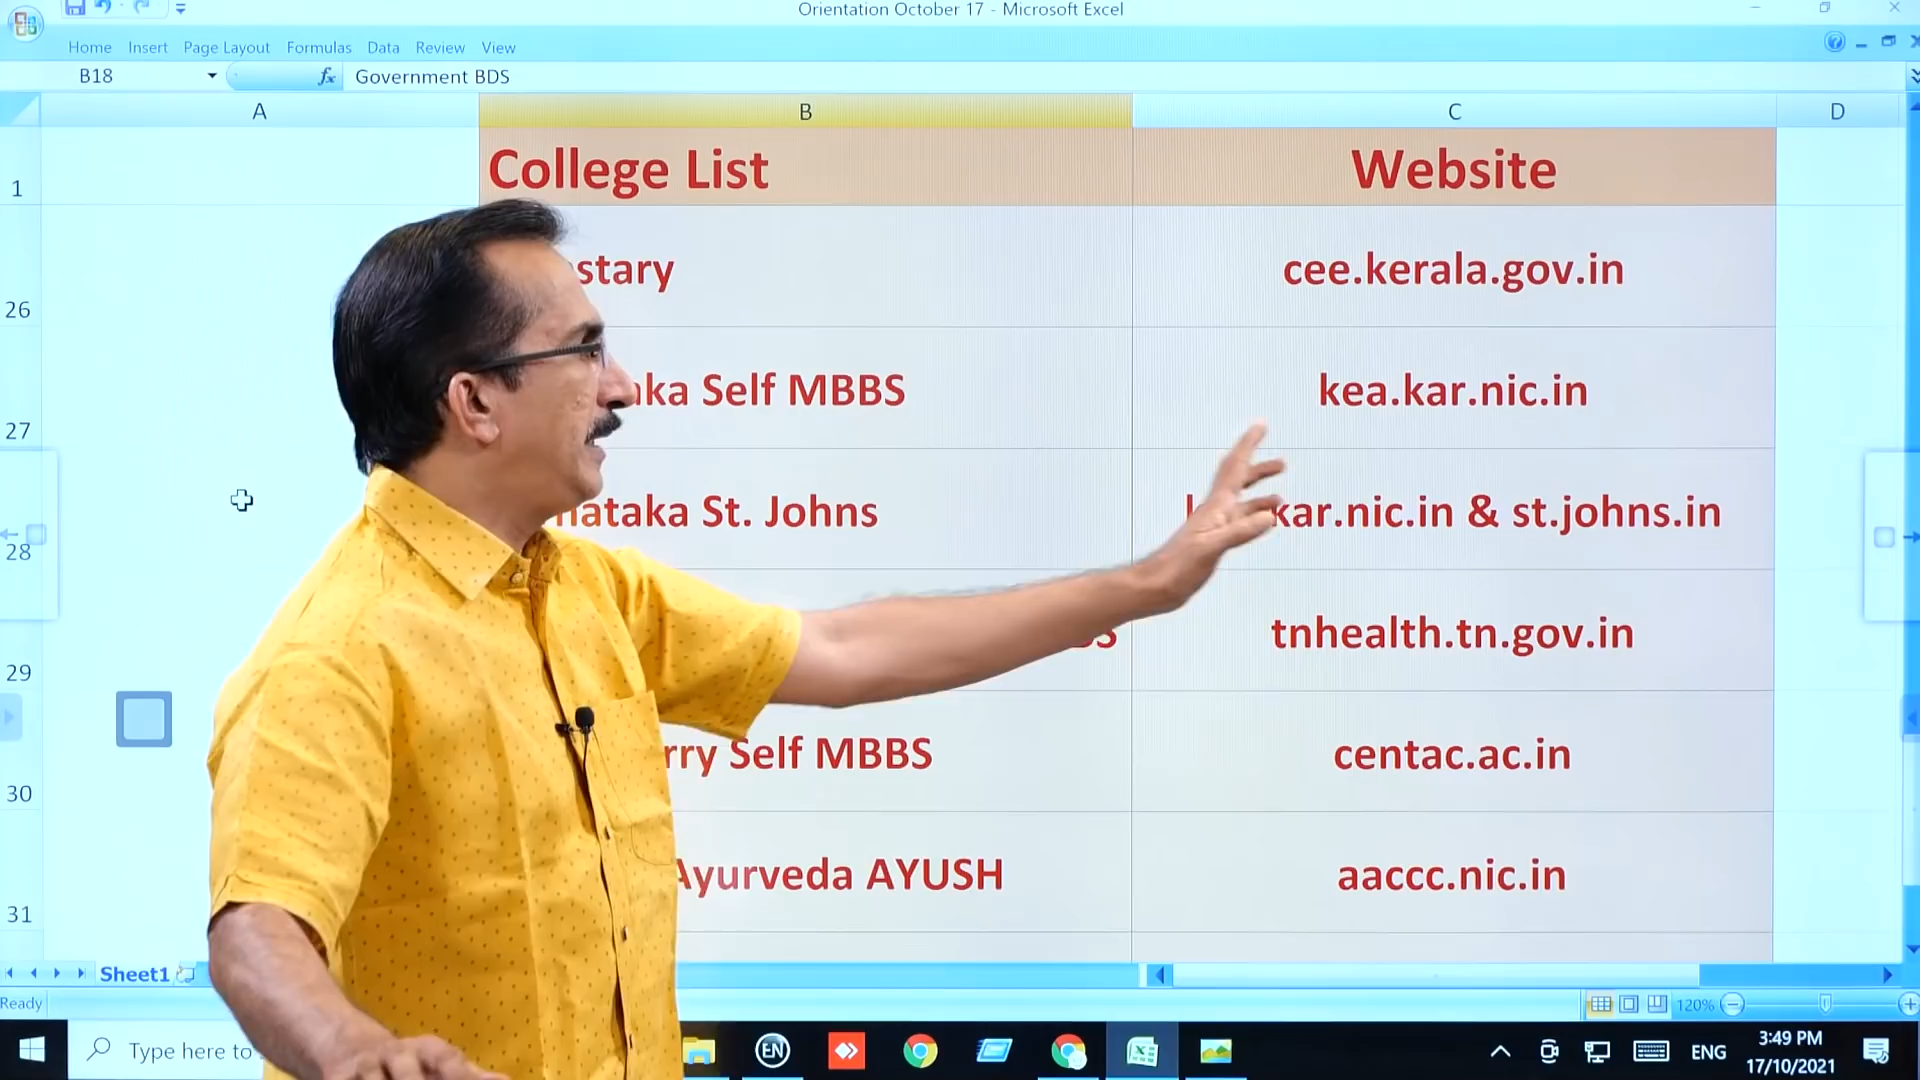 Orientation October 17 - Microsoft Excel
Home Insert Page Layout Formulas Data Review View
B18 fx Government BDS
A B C D
1 College List Website
26 stary cee.kerala.gov.in
27 ka Self MBBS kea.kar.nic.in
28 nataka St. Johns kar.nic.in & st.johns.in
29 tnhealth.tn.gov.in
30 rry Self MBBS centac.ac.in
31 Ayurveda AYUSH aaccc.nic.in
Sheet1
Ready 120%
Type here to EN ENG 3:49 PM
17/10/2021